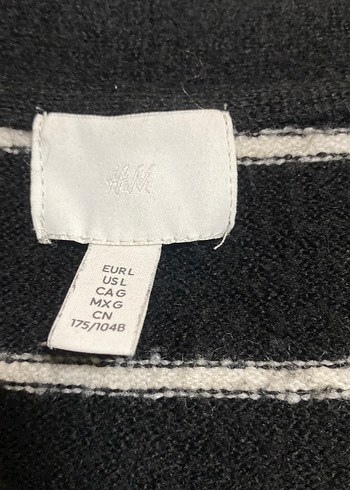 H&M
EUR L
US L
CA G
MX G
CN
175/104B